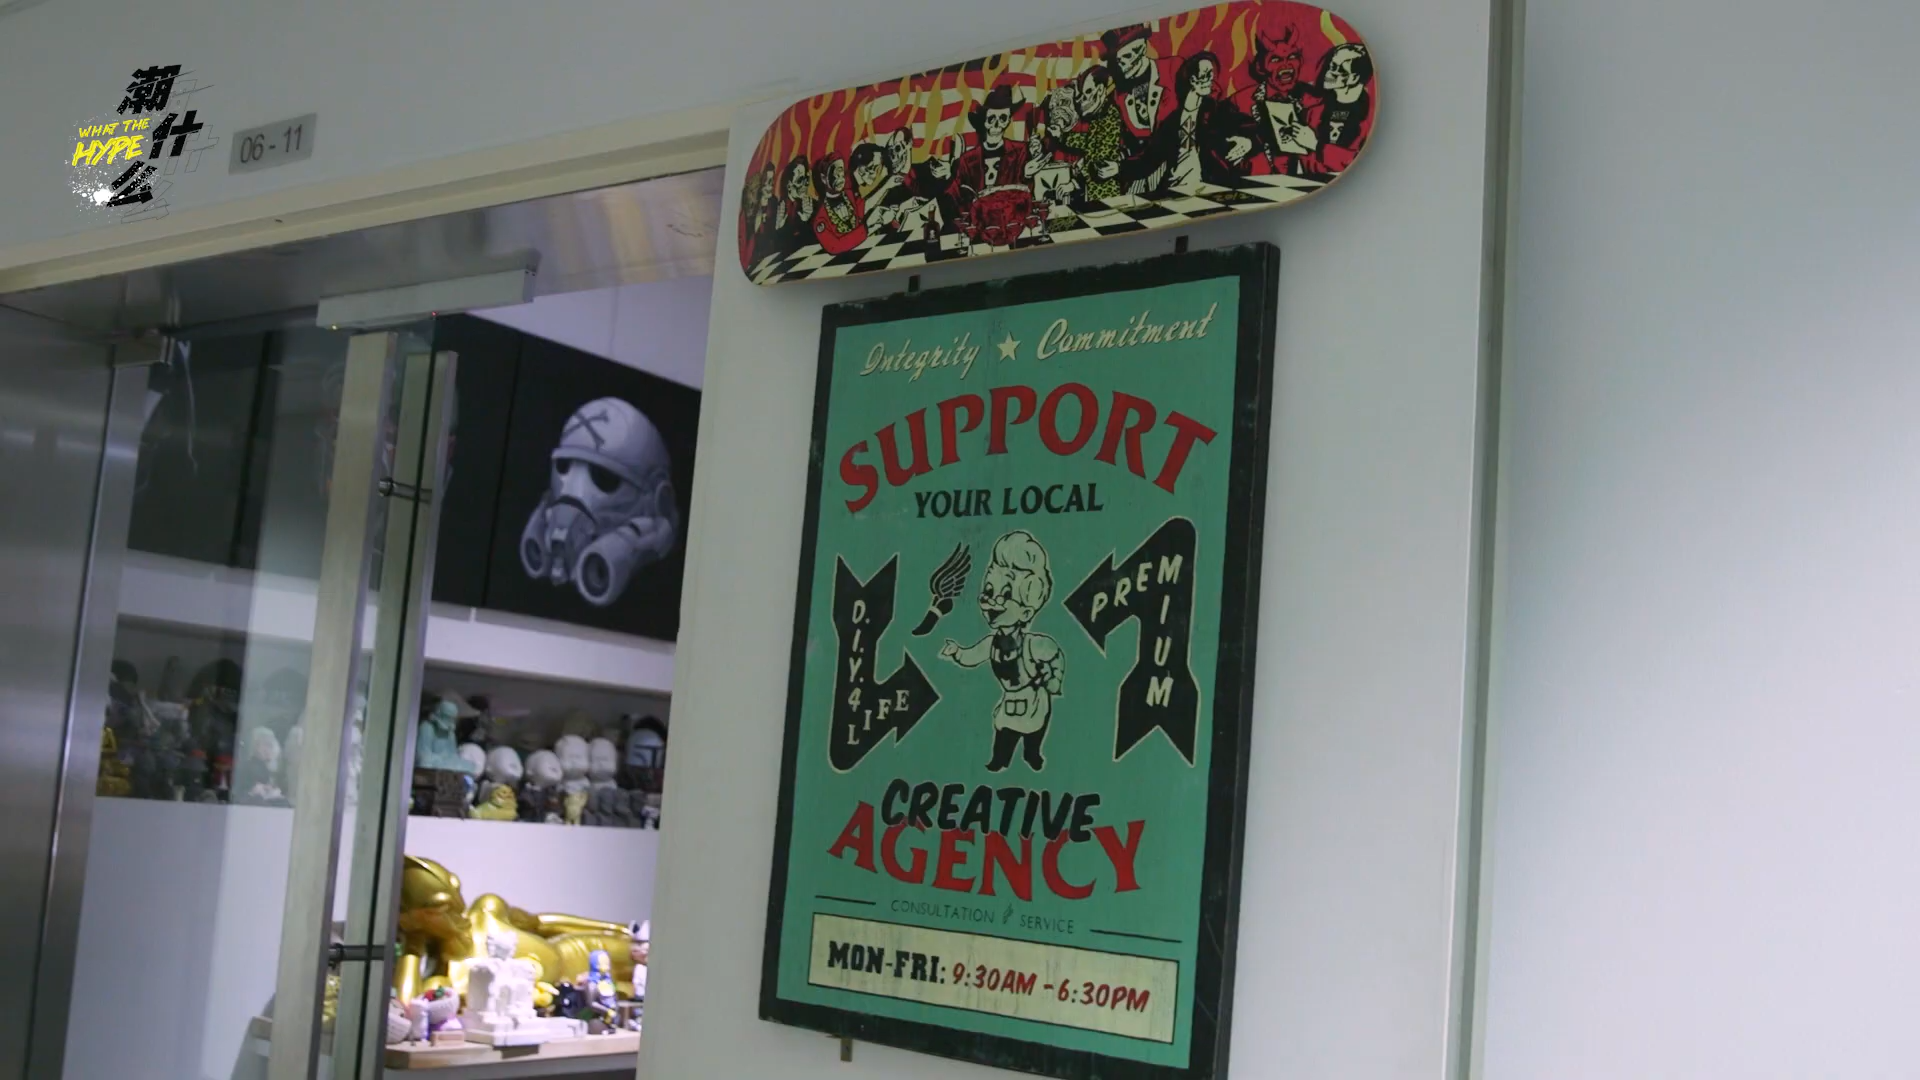 潮什么
WHAT THE
HYPE
06-11
Integrity ★ Commitment
SUPPORT
YOUR LOCAL
D.I.Y. 4 LIFE
PREMIUM
CREATIVE
AGENCY
CONSULTATION SERVICE
MON-FRI: 9:30AM - 6:30PM